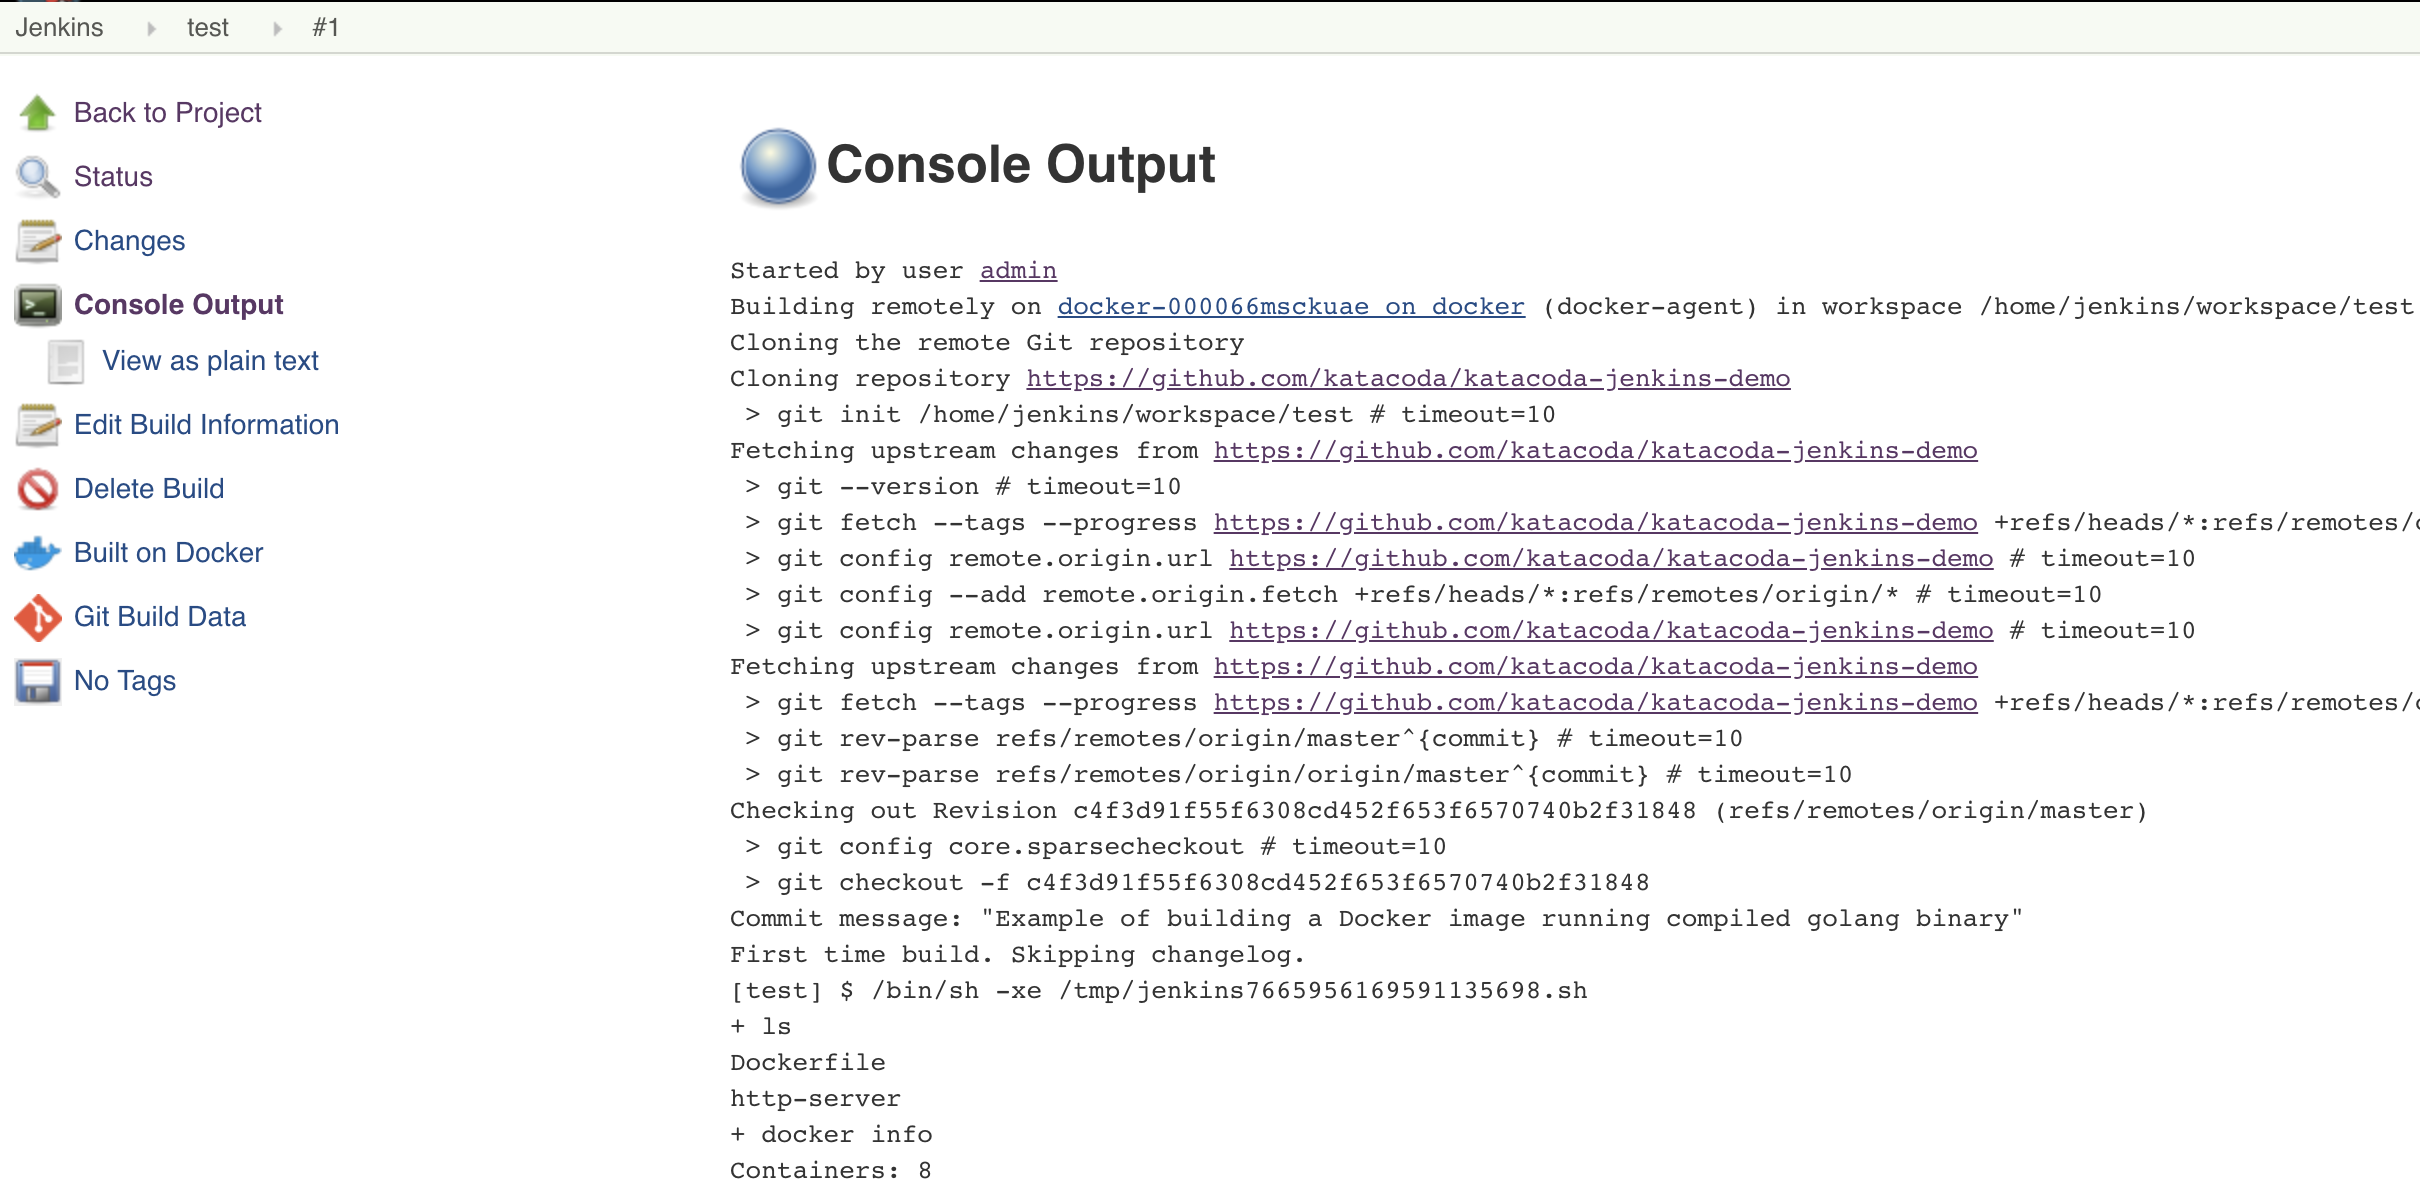 Jenkins test #1
Back to Project
Status
Changes
Console Output
View as plain text
Edit Build Information
Delete Build
Built on Docker
Git Build Data
No Tags
Console Output
Started by user admin
Building remotely on docker-000066msckuae on docker (docker-agent) in workspace /home/jenkins/workspace/test
Cloning the remote Git repository
Cloning repository https://github.com/katacoda/katacoda-jenkins-demo
> git init /home/jenkins/workspace/test # timeout=10
Fetching upstream changes from https://github.com/katacoda/katacoda-jenkins-demo
> git --version # timeout=10
> git fetch --tags --progress https://github.com/katacoda/katacoda-jenkins-demo +refs/heads/*:refs/remotes/
> git config remote.origin.url https://github.com/katacoda/katacoda-jenkins-demo # timeout=10
> git config --add remote.origin.fetch +refs/heads/*:refs/remotes/origin/* # timeout=10
> git config remote.origin.url https://github.com/katacoda/katacoda-jenkins-demo # timeout=10
Fetching upstream changes from https://github.com/katacoda/katacoda-jenkins-demo
> git fetch --tags --progress https://github.com/katacoda/katacoda-jenkins-demo +refs/heads/*:refs/remotes/
> git rev-parse refs/remotes/origin/master^{commit} # timeout=10
> git rev-parse refs/remotes/origin/origin/master^{commit} # timeout=10
Checking out Revision c4f3d91f55f6308cd452f653f6570740b2f31848 (refs/remotes/origin/master)
> git config core.sparsecheckout # timeout=10
> git checkout -f c4f3d91f55f6308cd452f653f6570740b2f31848
Commit message: "Example of building a Docker image running compiled golang binary"
First time build. Skipping changelog.
[test] $ /bin/sh -xe /tmp/jenkins7665956169591135698.sh
+ ls
Dockerfile
http-server
+ docker info
Containers: 8